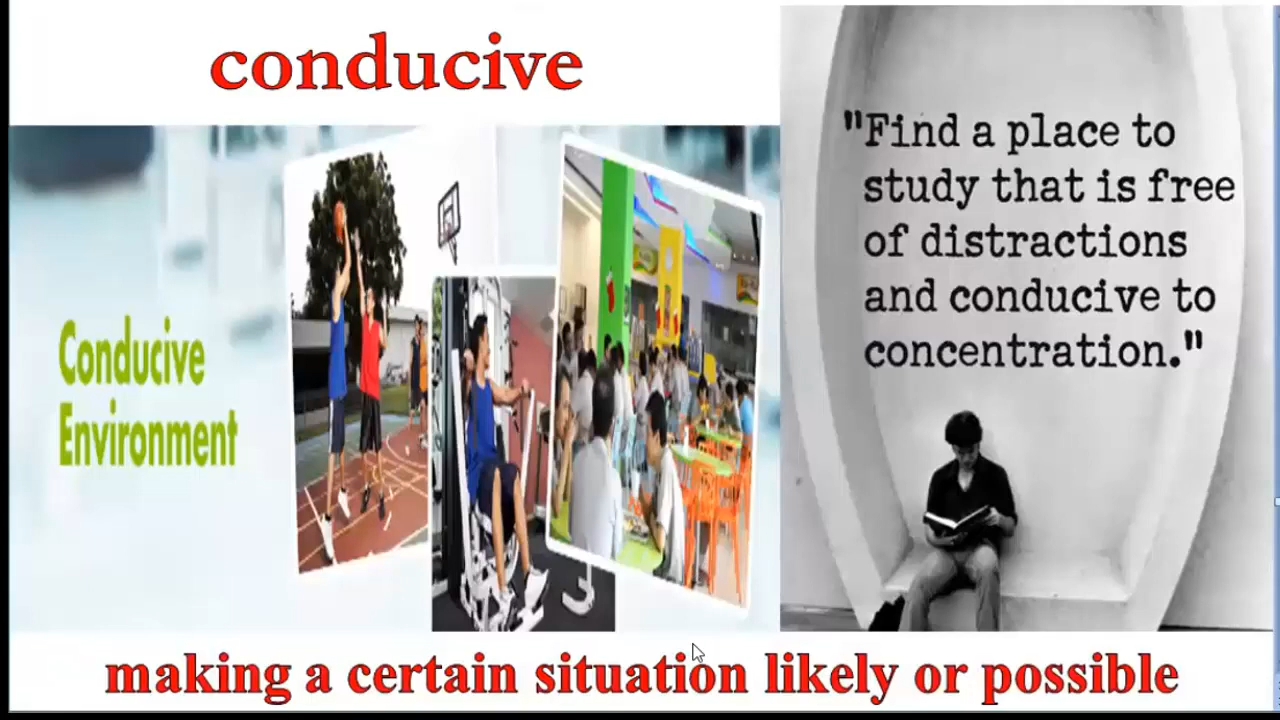 conducive
Conducive
Environment
"Find a place to
study that is free
of distractions
and conducive to
concentration."
making a certain situation likely or possible